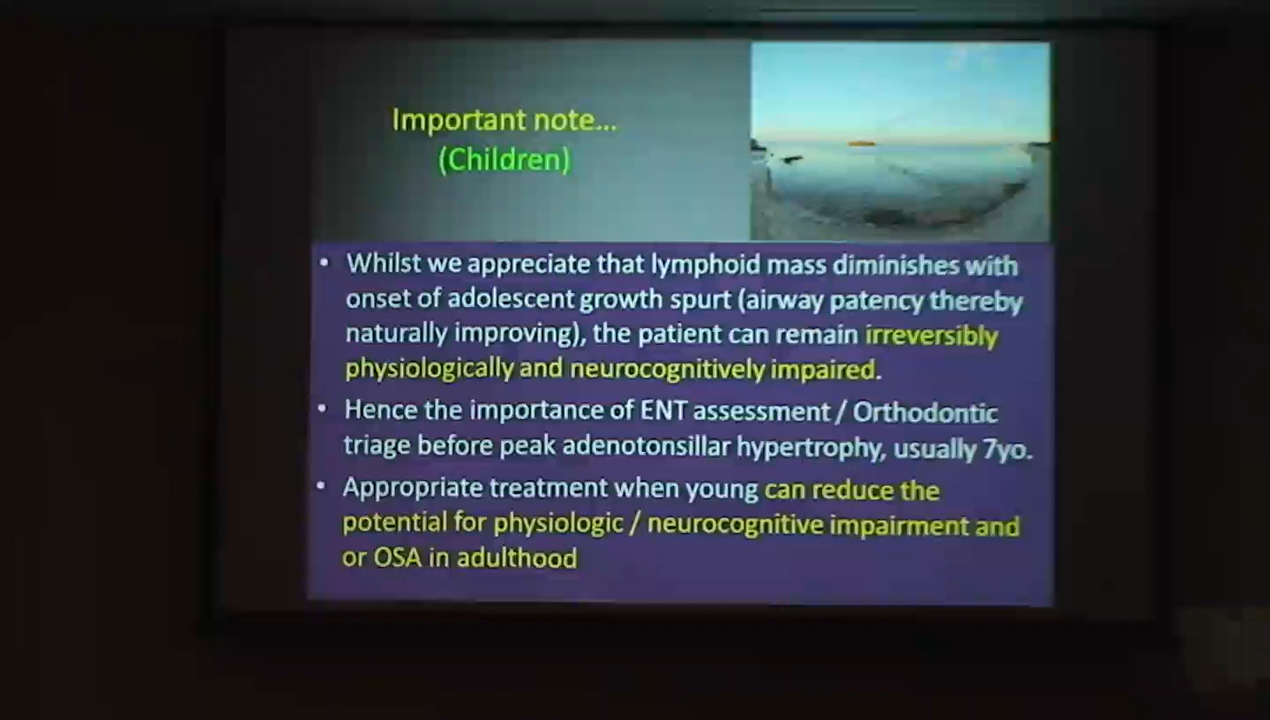 Important note...
(Children)
• Whilst we appreciate that lymphoid mass diminishes with
onset of adolescent growth spurt (airway patency thereby
naturally improving), the patient can remain irreversibly
physiologically and neurocognitively impaired.
• Hence the importance of ENT assessment / Orthodontic
triage before peak adenotonsillar hypertrophy, usually 7yo.
• Appropriate treatment when young can reduce the
potential for physiologic / neurocognitive impairment and
or OSA in adulthood